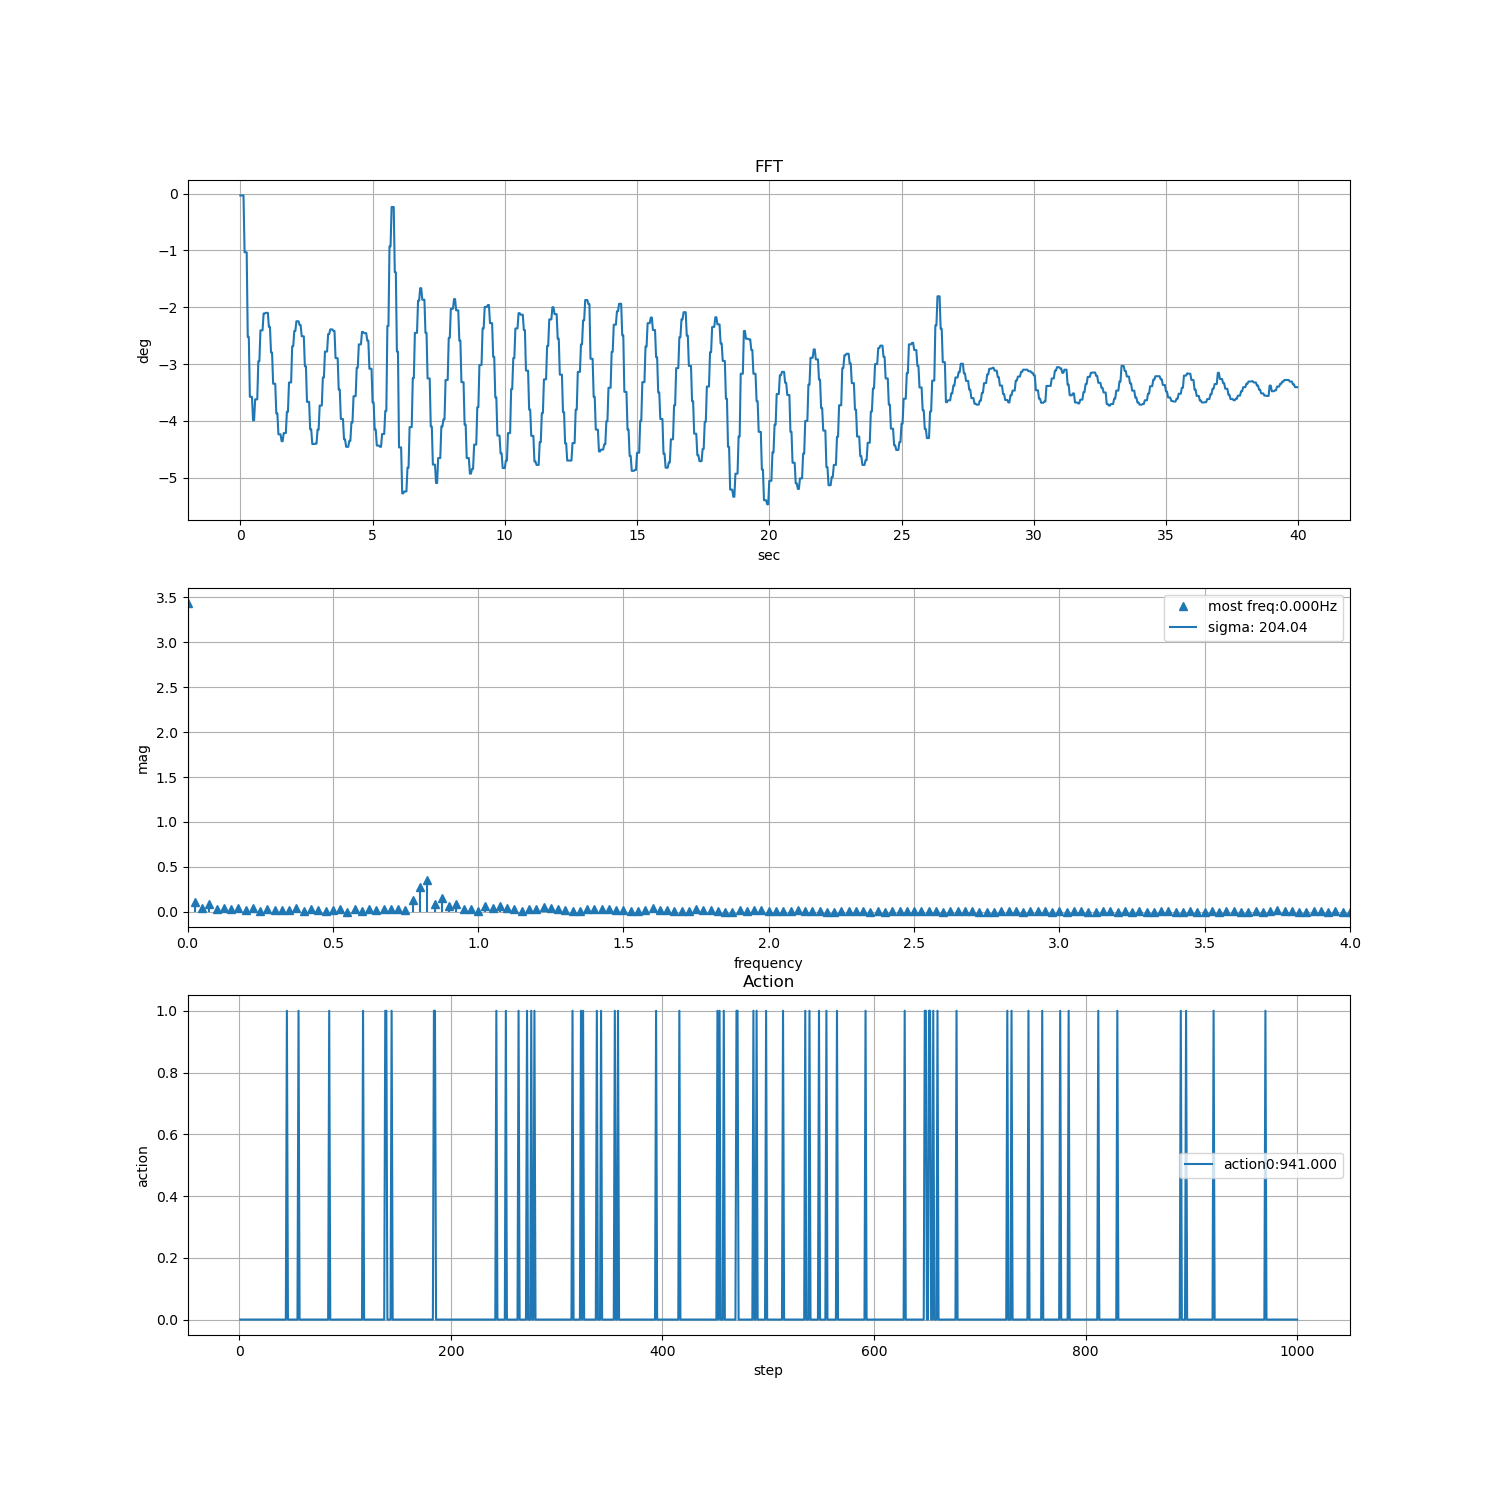 FFT
0
−1
−2
−3
−4
−5
deg
0 5 10 15 20 25 30 35 40
sec
3.5
3.0
2.5
2.0
1.5
1.0
0.5
0.0
mag
most freq:0.000Hz
sigma: 204.04
0.0 0.5 1.0 1.5 2.0 2.5 3.0 3.5 4.0
frequency
Action
1.0
0.8
0.6
0.4
0.2
0.0
action
action0:941.000
0 200 400 600 800 1000
step